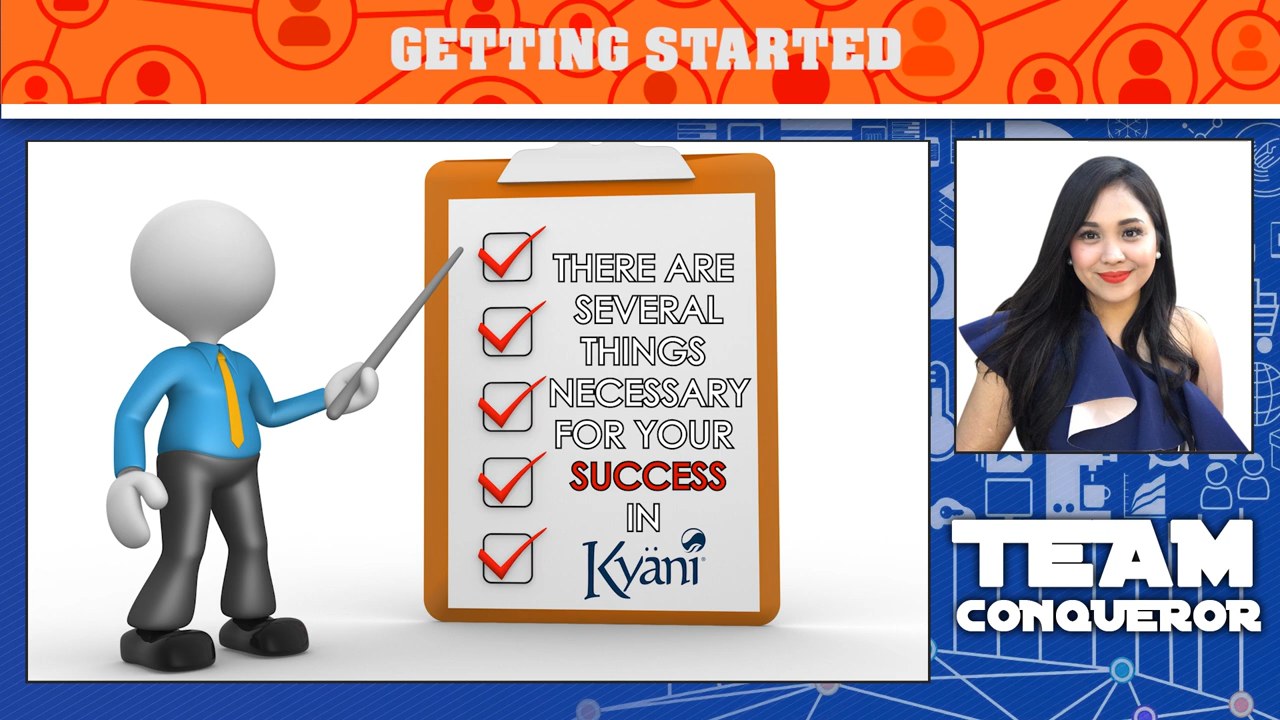 GETTING STARTED
THERE ARE
SEVERAL
THINGS
NECESSARY
FOR YOUR
SUCCESS
IN
Kyäni
TEAM
CONQUEROR